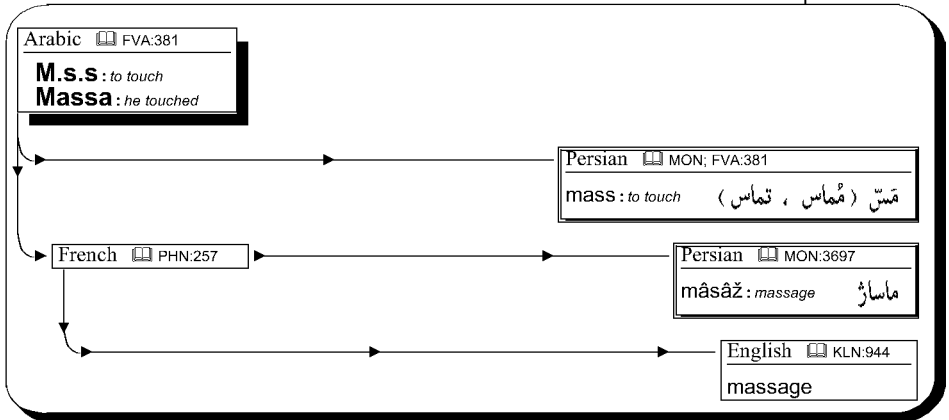 Arabic 🕮 FVA:381
M.s.s : to touch
Massa : he touched
Persian 🕮 MON; FVA:381
mass : to touch مَسّ ( مُماس ، تماس )
French 🕮 PHN:257
Persian 🕮 MON:3697
mâsâž : massage ماساژ
English 🕮 KLN:944
massage